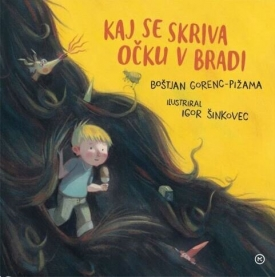 KAJ SE SKRIVA
OČKU V BRADI
BOŠTJAN GORENC-PIŽAMA
ILUSTRIRAL
IGOR ŠINKOVEC
M